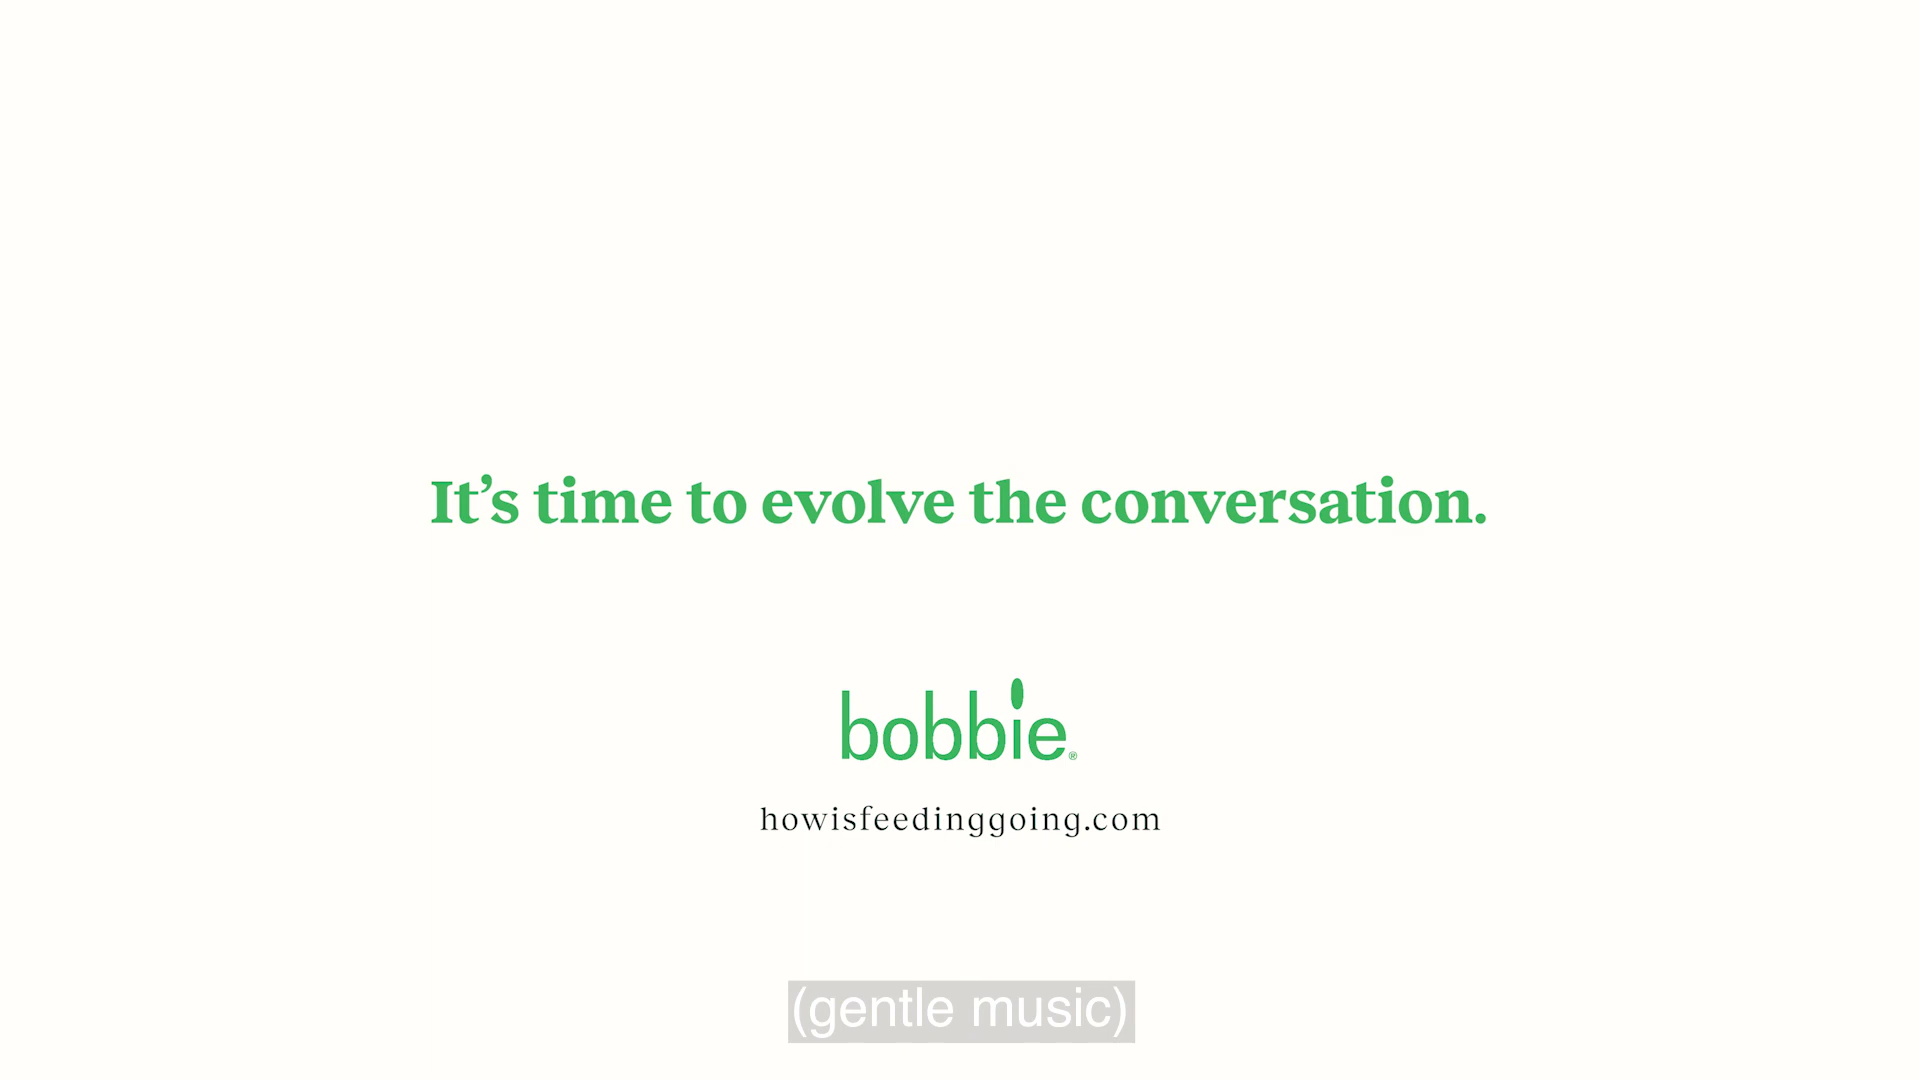 It’s time to evolve the conversation.
bobbie®
howisfeedinggoing.com
(gentle music)